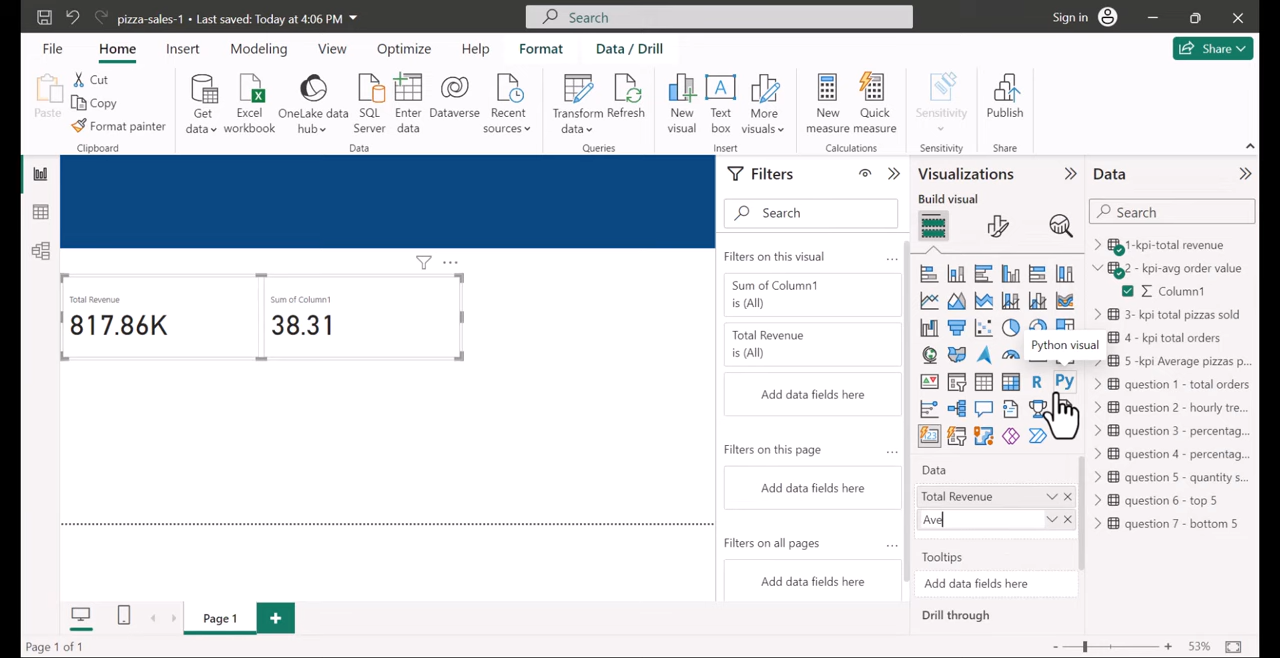 pizza-sales-1 • Last saved: Today at 4:06 PM
Search
Sign in
File
Home
Insert
Modeling
View
Optimize
Help
Format
Data / Drill
Share
Paste
Cut
Copy
Format painter
Clipboard
Get
data
Excel
workbook
OneLake data
hub
SQL
Server
Enter
data
Dataverse
Recent
sources
Data
Transform
data
Refresh
Queries
New
visual
Text
box
More
visuals
Insert
New
measure
Quick
measure
Calculations
Sensitivity
Sensitivity
Publish
Share
Total Revenue
817.86K
Sum of Column1
38.31
Filters
Search
Filters on this visual
Sum of Column1
is (All)
Total Revenue
is (All)
Add data fields here
Filters on this page
Add data fields here
Filters on all pages
Add data fields here
Visualizations
Build visual
Python visual
R
Py
123
Data
Total Revenue
Ave
Tooltips
Add data fields here
Drill through
Data
Search
1-kpi-total revenue
2 - kpi-avg order value
Column1
3- kpi total pizzas sold
4 - kpi total orders
5 -kpi Average pizzas p...
question 1 - total orders
question 2 - hourly tre...
question 3 - percentag...
question 4 - percentag...
question 5 - quantity s...
question 6 - top 5
question 7 - bottom 5
Page 1
Page 1 of 1
53%